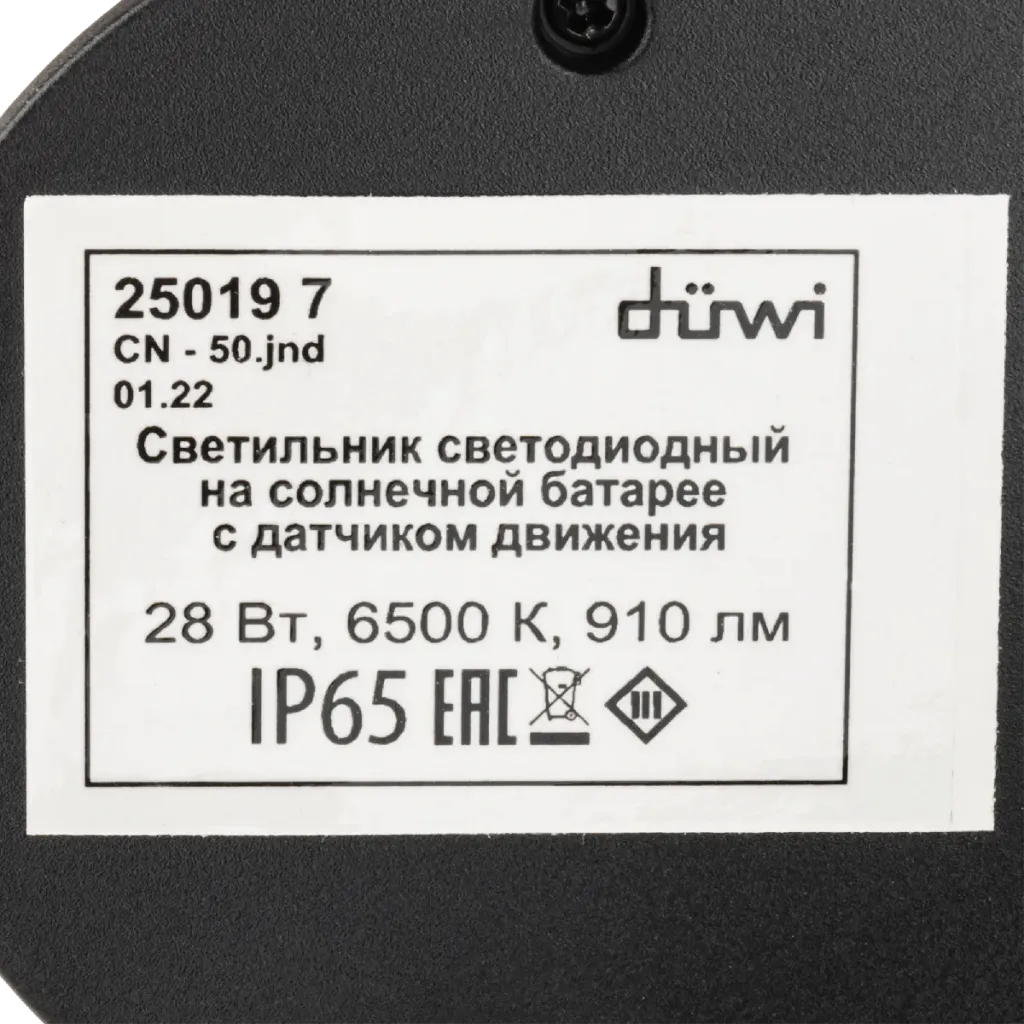 25019 7
düwi
CN - 50.jnd
01.22
Светильник светодиодный
на солнечной батарее
с датчиком движения
28 Вт, 6500 К, 910 лм
IP65 EAC III